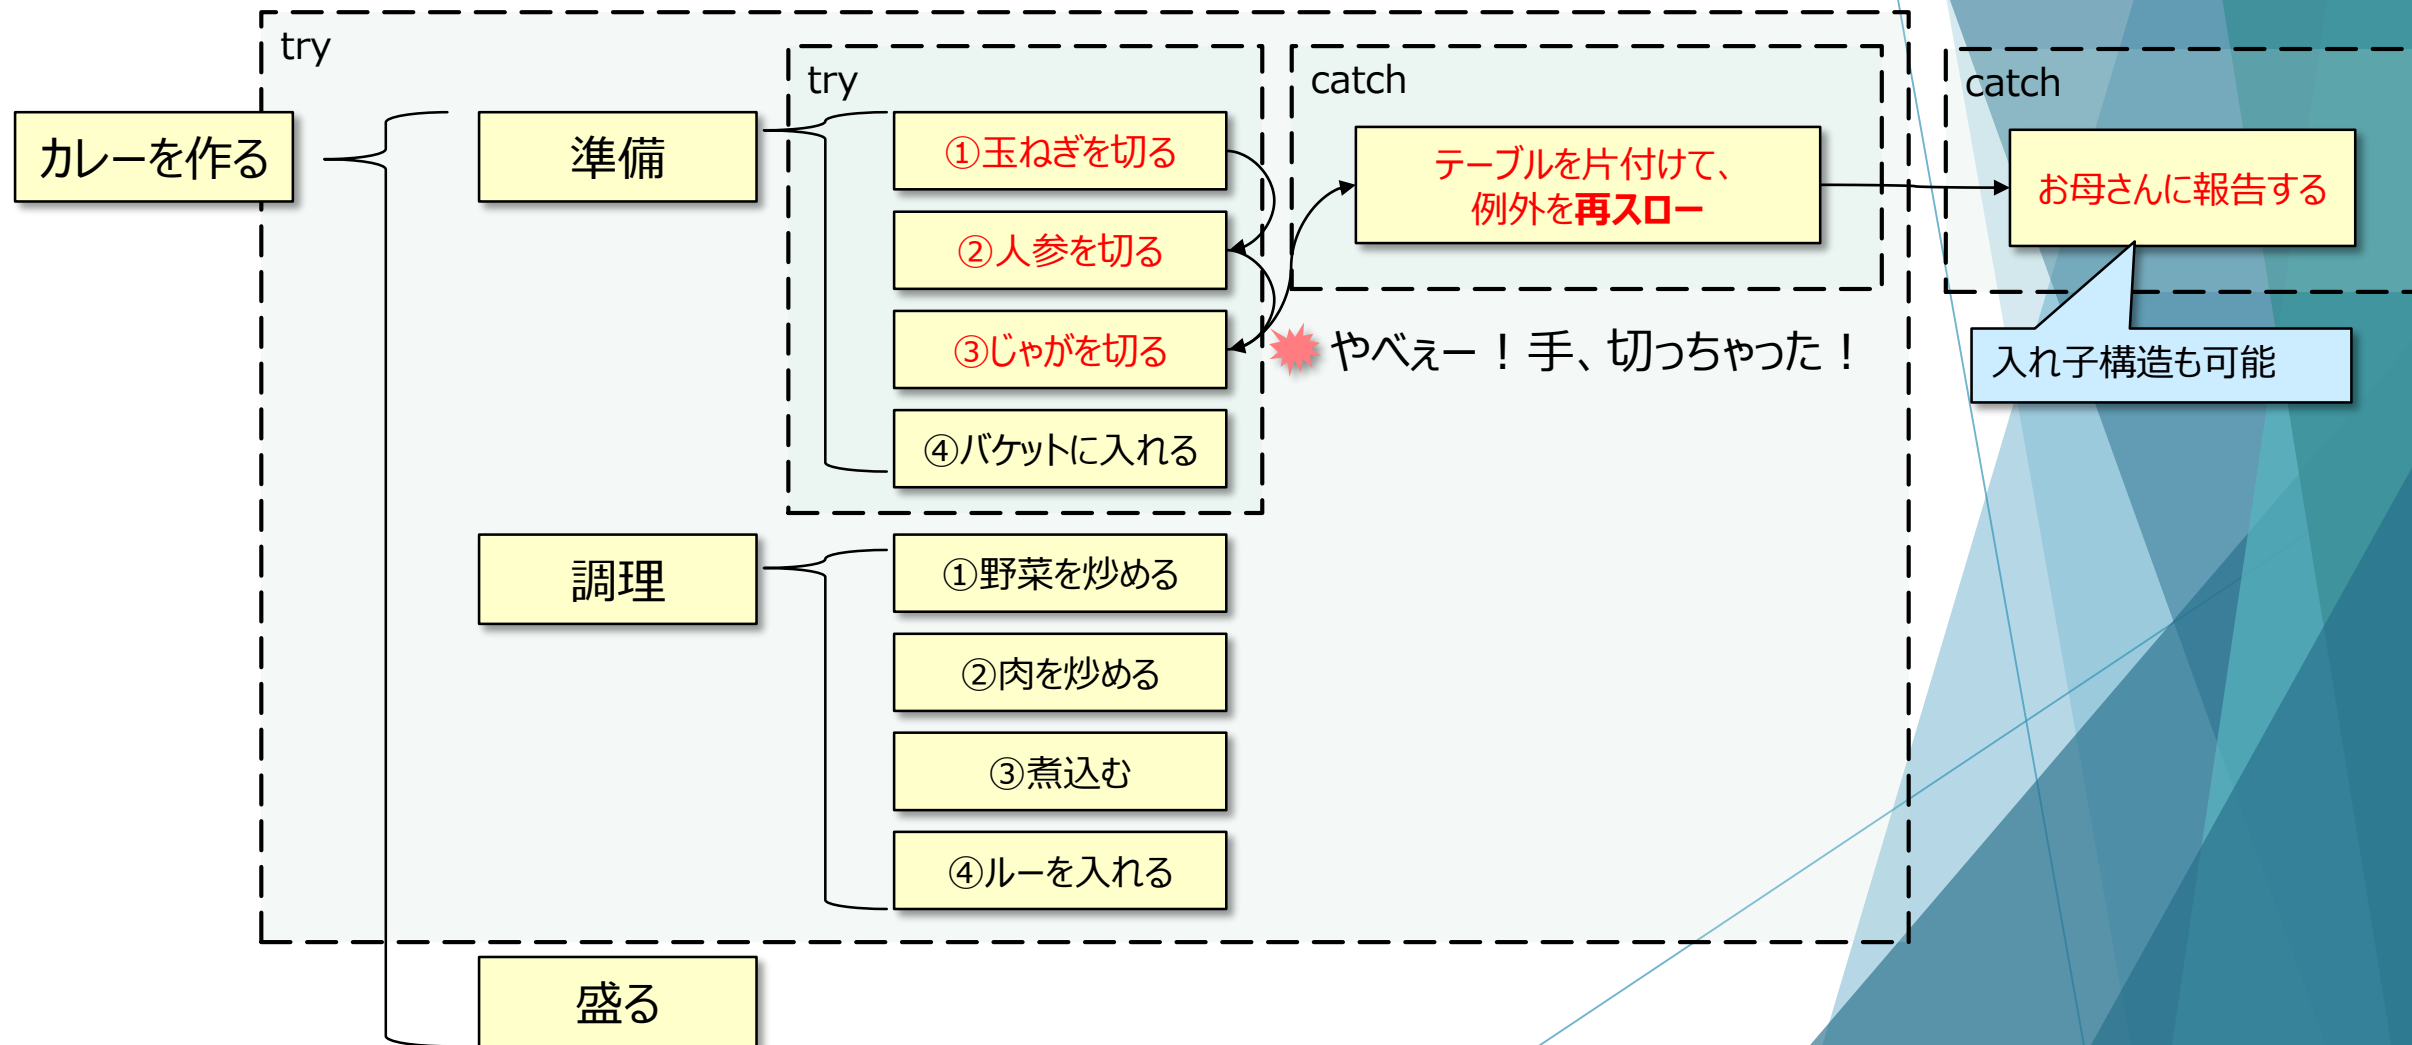 try
try
catch
catch
カレーを作る
準備
①玉ねぎを切る
②人参を切る
③じゃがを切る
④バケットに入れる
テーブルを片付けて、
例外を再スロー
お母さんに報告する
やべぇー！手、切っちゃった！
入れ子構造も可能
調理
①野菜を炒める
②肉を炒める
③煮込む
④ルーを入れる
盛る